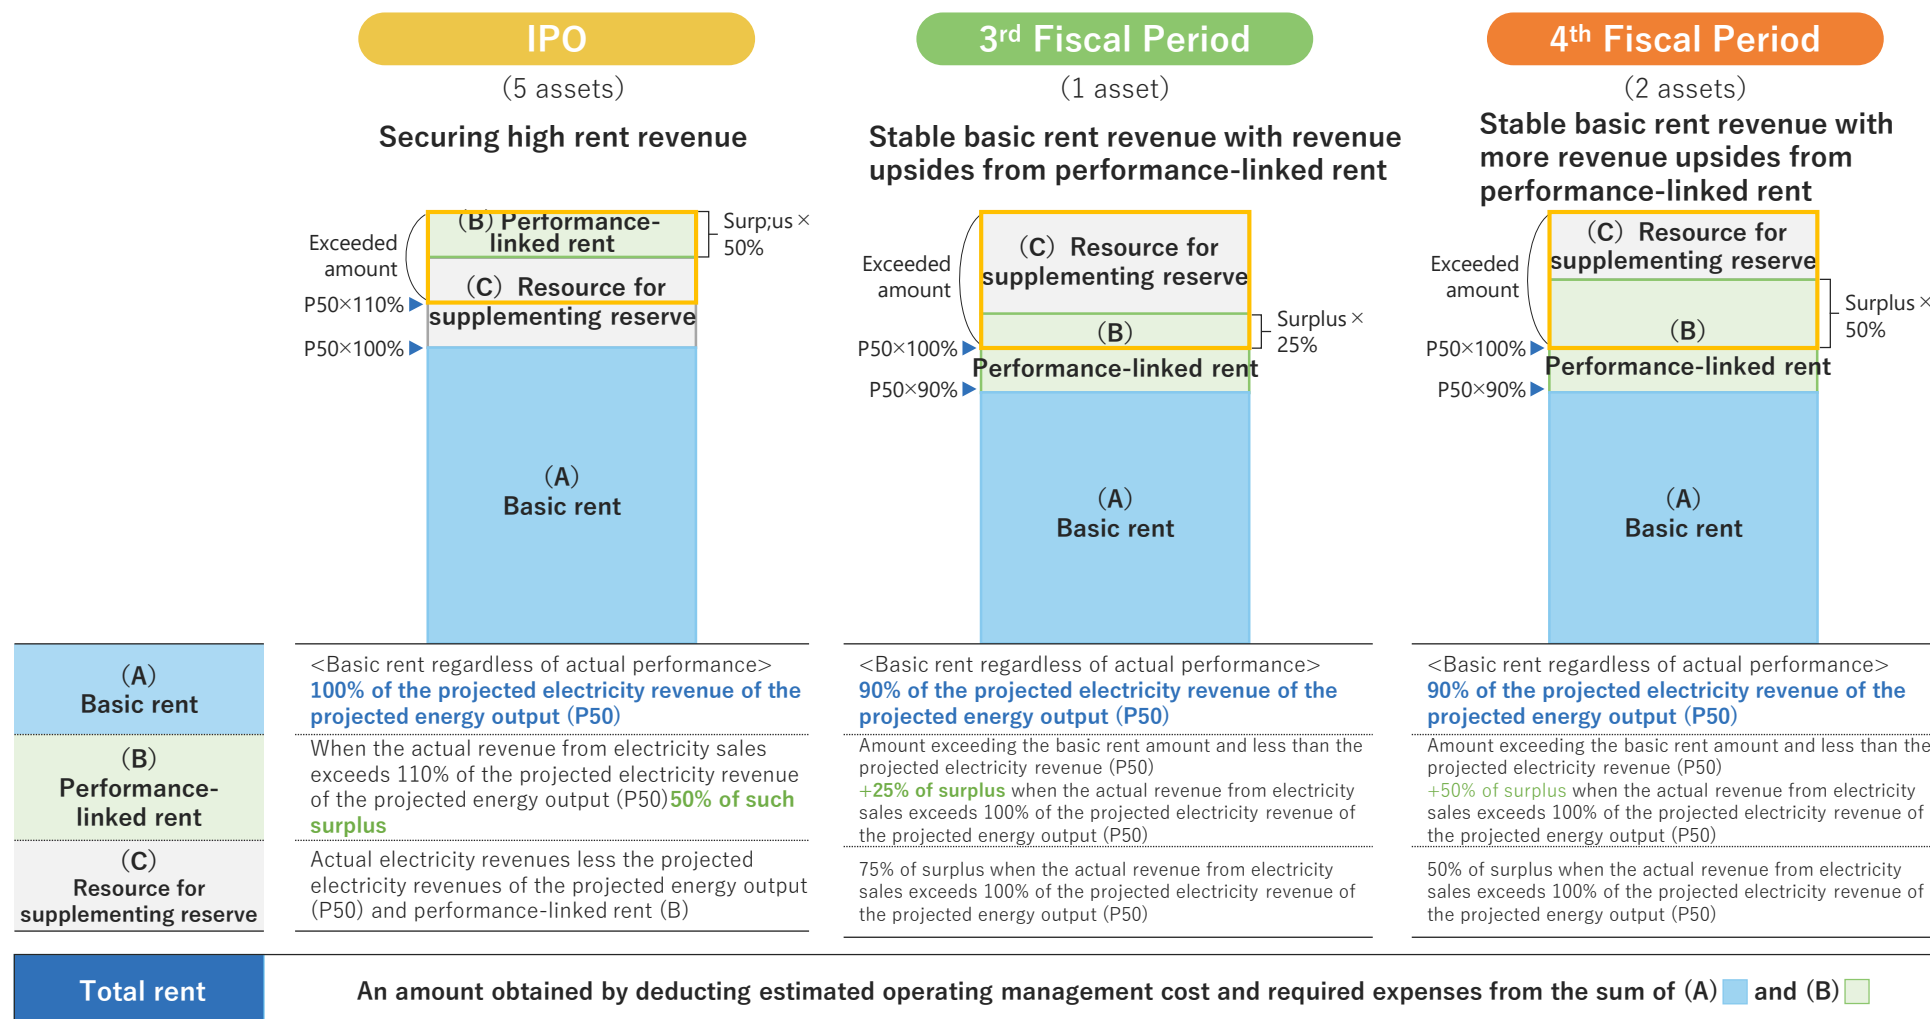 IPO
(5 assets)
Securing high rent revenue
(B) Performance-
linked rent
Surp;us ×
50%
Exceeded
amount
(C) Resource for
supplementing reserve
P50×110%
P50×100%
(A)
Basic rent
3rd Fiscal Period
(1 asset)
Stable basic rent revenue with revenue
upsides from performance-linked rent
(C) Resource for
supplementing reserve
Exceeded
amount
(B)
Performance-linked rent
Surplus ×
25%
P50×100%
P50×90%
(A)
Basic rent
4th Fiscal Period
(2 assets)
Stable basic rent revenue with
more revenue upsides from
performance-linked rent
(C) Resource for
supplementing reserve
Exceeded
amount
(B)
Performance-linked rent
Surplus ×
50%
P50×100%
P50×90%
(A)
Basic rent
(A)
Basic rent
<Basic rent regardless of actual performance>
100% of the projected electricity revenue of the
projected energy output (P50)
<Basic rent regardless of actual performance>
90% of the projected electricity revenue of the
projected energy output (P50)
<Basic rent regardless of actual performance>
90% of the projected electricity revenue of the
projected energy output (P50)
(B)
Performance-
linked rent
When the actual revenue from electricity sales
exceeds 110% of the projected electricity revenue
of the projected energy output (P50)50% of such
surplus
Amount exceeding the basic rent amount and less than the
projected electricity revenue (P50)
+25% of surplus when the actual revenue from electricity
sales exceeds 100% of the projected electricity revenue of
the projected energy output (P50)
Amount exceeding the basic rent amount and less than the
projected electricity revenue (P50)
+50% of surplus when the actual revenue from electricity
sales exceeds 100% of the projected electricity revenue of
the projected energy output (P50)
(C)
Resource for
supplementing reserve
Actual electricity revenues less the projected
electricity revenues of the projected energy output
(P50) and performance-linked rent (B)
75% of surplus when the actual revenue from electricity
sales exceeds 100% of the projected electricity revenue of
the projected energy output (P50)
50% of surplus when the actual revenue from electricity
sales exceeds 100% of the projected electricity revenue of
the projected energy output (P50)
Total rent
An amount obtained by deducting estimated operating management cost and required expenses from the sum of (A) and (B)